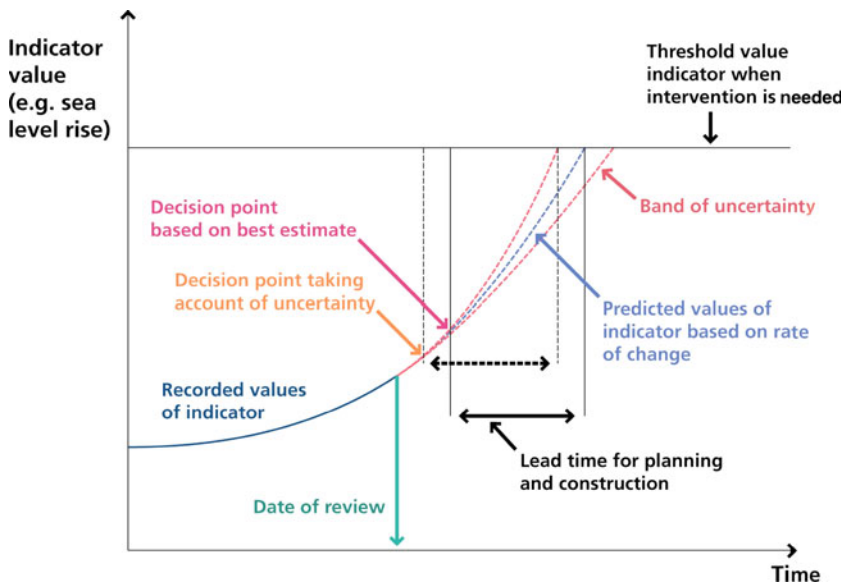 Indicator
value
(e.g. sea
level rise)
Threshold value
indicator when
intervention is needed
Decision point
based on best estimate
Band of uncertainty
Decision point taking
account of uncertainty
Predicted values of
indicator based on rate
of change
Recorded values
of indicator
Lead time for planning
and construction
Date of review
Time